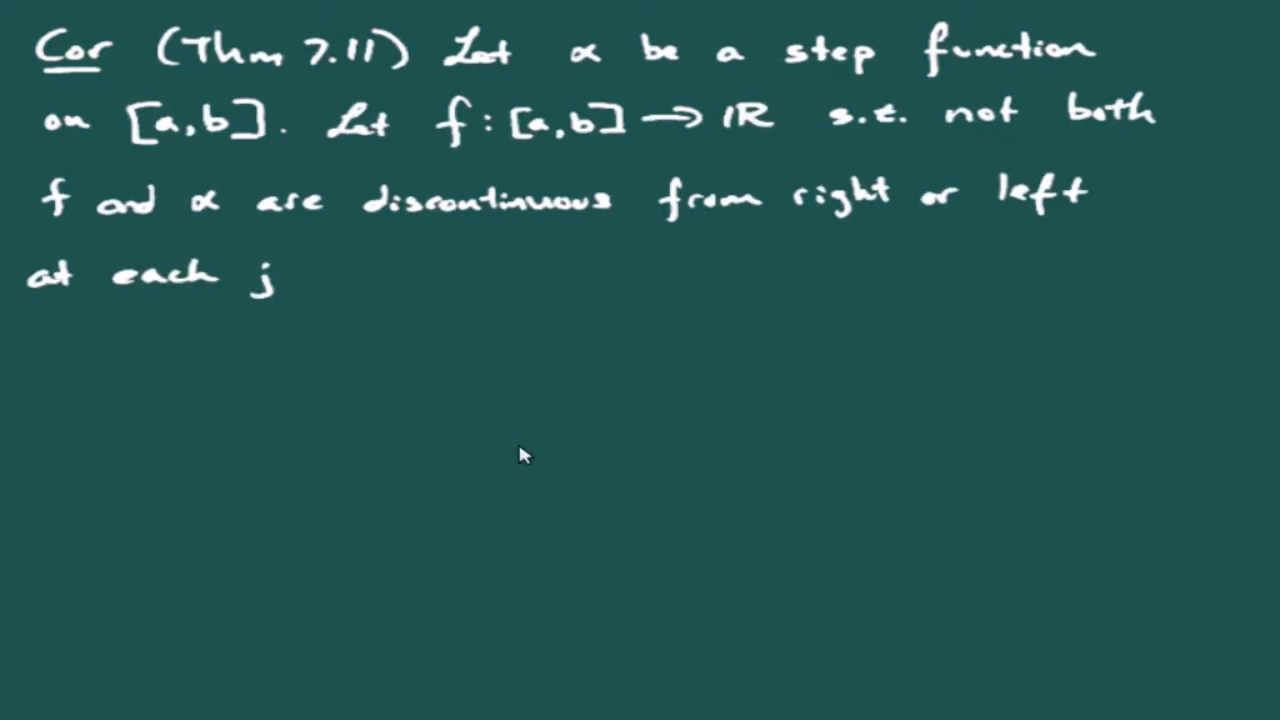 Cor (Thm 7.11) Let α be a step function
on [a,b]. Let f : [a,b] → ℝ s.t. not both
f and α are discontinuous from right or left
at each j